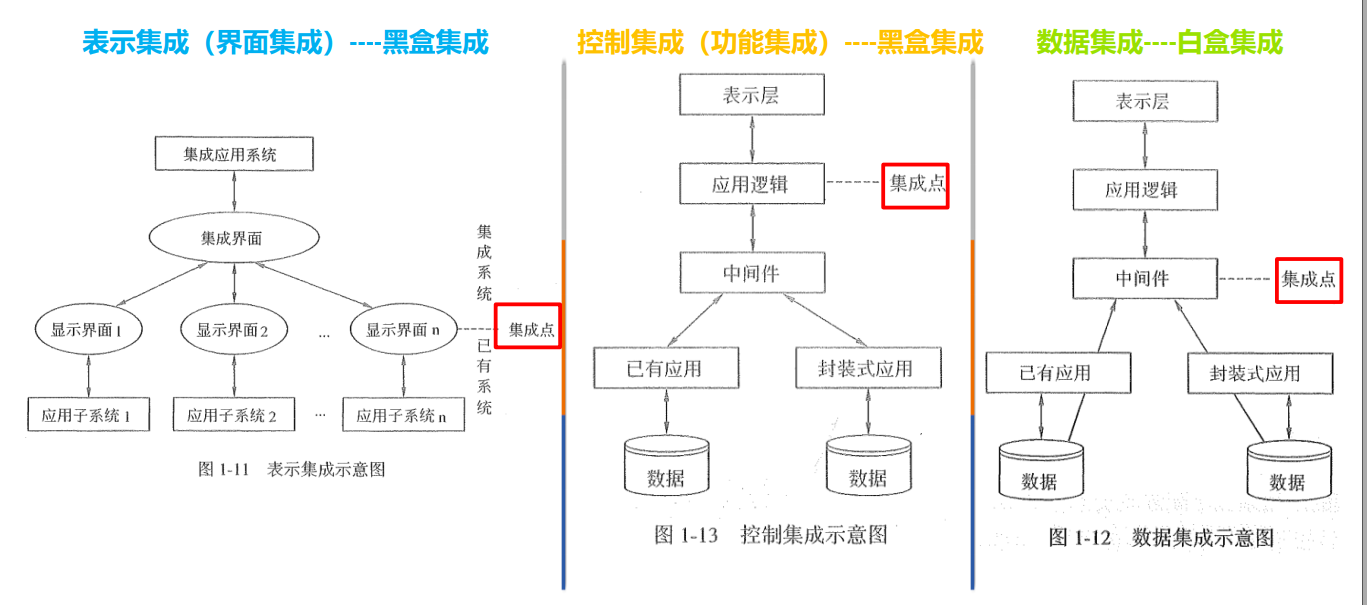 表示集成（界面集成）----黑盒集成
集成应用系统
集成界面
显示界面1
显示界面2
...
显示界面 n
应用子系统 1
应用子系统 2
...
应用子系统 n
集成系统
集成点
已有系统
图 1-11 表示集成示意图
控制集成（功能集成）----黑盒集成
表示层
应用逻辑
集成点
中间件
已有应用
封装式应用
数据
数据
图 1-13 控制集成示意图
数据集成----白盒集成
表示层
应用逻辑
中间件
集成点
已有应用
封装式应用
数据
数据
图 1-12 数据集成示意图